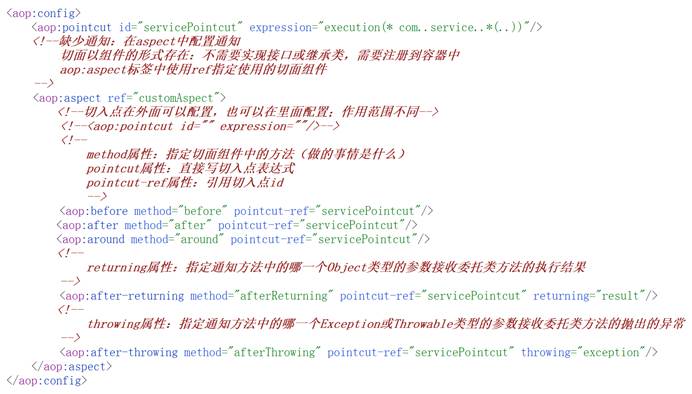 <aop:config>
<aop:pointcut id="servicePointcut" expression="execution(* com..service..*(..))"/>
<!--缺少通知：在aspect中配置通知
切面以组件的形式存在：不需要实现接口或继承类，需要注册到容器中
aop:aspect标签中使用ref指定使用的切面组件
-->
<aop:aspect ref="customAspect">
<!--切入点在外面可以配置，也可以在里面配置；作用范围不同-->
<!--<aop:pointcut id="" expression=""/>-->
<!--
method属性：指定切面组件中的方法（做的事情是什么）
pointcut属性：直接写切入点表达式
pointcut-ref属性：引用切入点id
-->
<aop:before method="before" pointcut-ref="servicePointcut"/>
<aop:after method="after" pointcut-ref="servicePointcut"/>
<aop:around method="around" pointcut-ref="servicePointcut"/>
<!--
returning属性：指定通知方法中的哪一个Object类型的参数接收委托类方法的执行结果
-->
<aop:after-returning method="afterReturning" pointcut-ref="servicePointcut" returning="result"/>
<!--
throwing属性：指定通知方法中的哪一个Exception或Throwable类型的参数接收委托类方法的抛出的异常
-->
<aop:after-throwing method="afterThrowing" pointcut-ref="servicePointcut" throwing="exception"/>
</aop:aspect>
</aop:config>